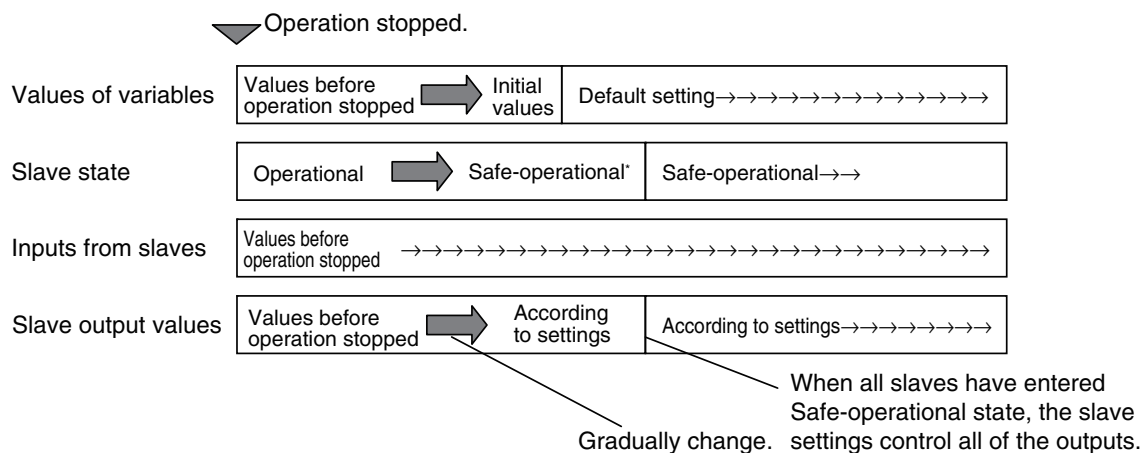 Operation stopped.
Values of variables
Values before
operation stopped
Initial
values
Default setting→→→→→→→→→→→→→
Slave state
Operational
Safe-operational*
Safe-operational→→
Inputs from slaves
Values before
operation stopped
→→→→→→→→→→→→→→→→→→→→→→→→→→→→
Slave output values
Values before
operation stopped
According
to settings
According to settings→→→→→→→→
When all slaves have entered
Safe-operational state, the slave
settings control all of the outputs.
Gradually change.